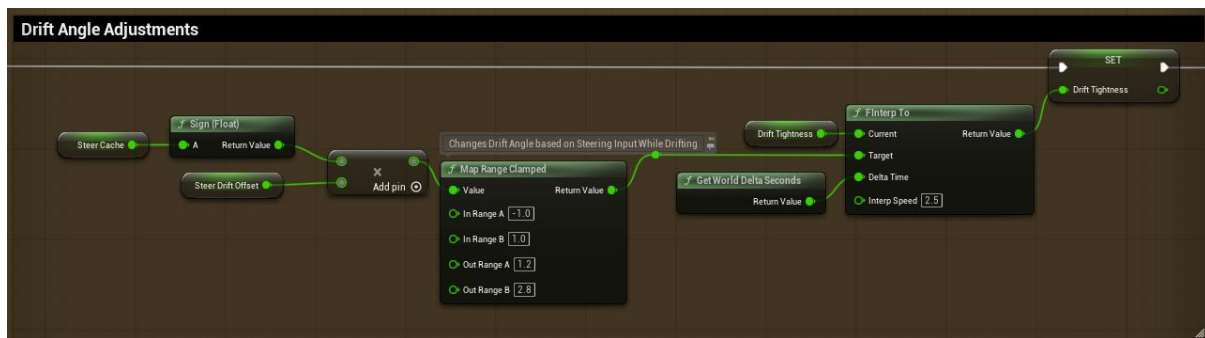 Drift Angle Adjustments
SET
Drift Tightness
f Sign (Float)
Steer Cache
A Return Value
Steer Drift Offset
×
Add pin
Changes Drift Angle based on Steering Input While Drifting
f Map Range Clamped
Value Return Value
In Range A -1.0
In Range B 1.0
Out Range A 1.2
Out Range B 2.8
Drift Tightness
f GetWorld Delta Seconds
Return Value
f FInterp To
Current Return Value
Target
Delta Time
Interp Speed 2.5